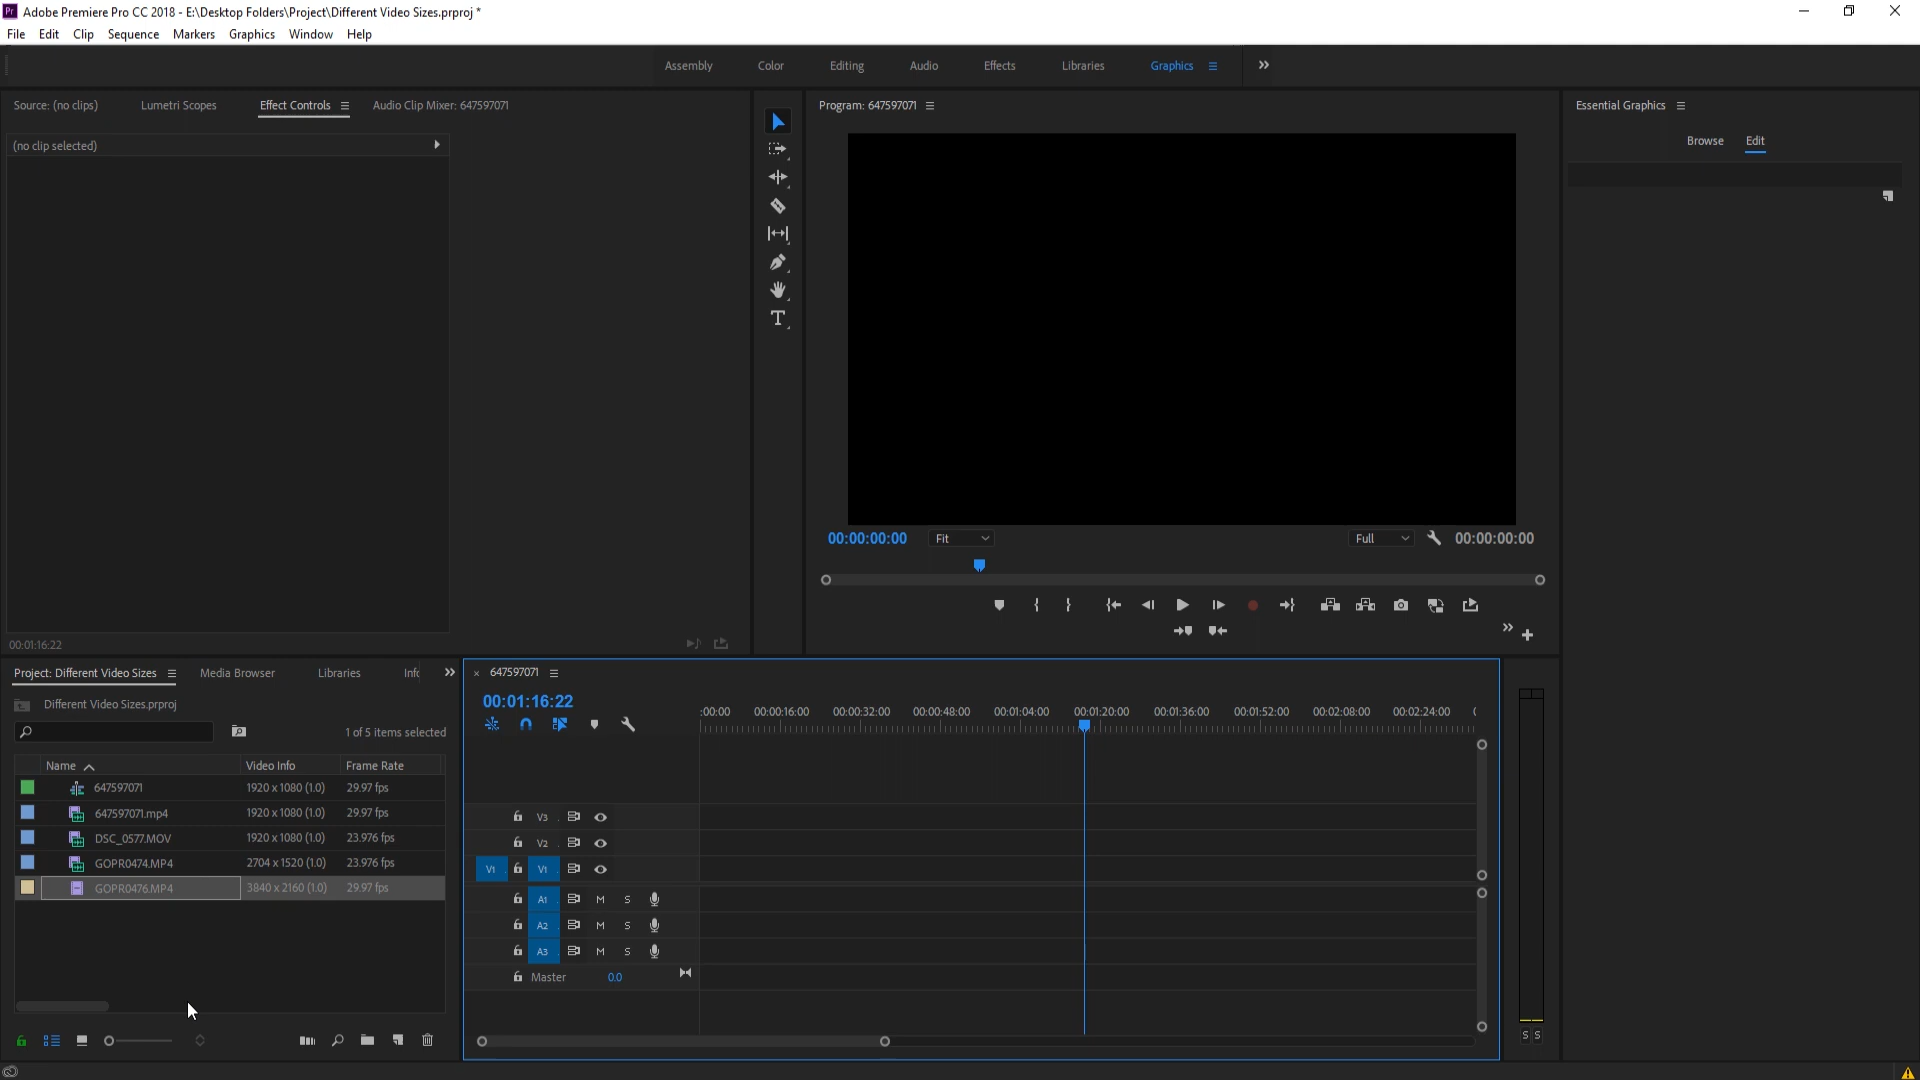 Adobe Premiere Pro CC 2018 - E:\Desktop Folders\Project\Different Video Sizes.prproj *
File Edit Clip Sequence Markers Graphics Window Help
Assembly Color Editing Audio Effects Libraries Graphics
Source: (no clips) Lumetri Scopes Effect Controls Audio Clip Mixer: 647597071
Program: 647597071
Essential Graphics
Browse Edit
(no clip selected)
00:00:00:00 Fit Full 00:00:00:00
00:01:16:22
Project: Different Video Sizes Media Browser Libraries Info
Different Video Sizes.prproj
1 of 5 items selected
Name Video Info Frame Rate
647597071 1920 x 1080 (1.0) 29.97 fps
647597071.mp4 1920 x 1080 (1.0) 29.97 fps
DSC_0577.MOV 1920 x 1080 (1.0) 23.976 fps
GOPR0474.MP4 2704 x 1520 (1.0) 23.976 fps
GOPR0476.MP4 3840 x 2160 (1.0) 29.97 fps
647597071
00:01:16:22
:00:00 00:00:16:00 00:00:32:00 00:00:48:00 00:01:04:00 00:01:20:00 00:01:36:00 00:01:52:00 00:02:08:00 00:02:24:00
V3
V2
V1 V1
A1 M S
A2 M S
A3 M S
Master 0.0
S S